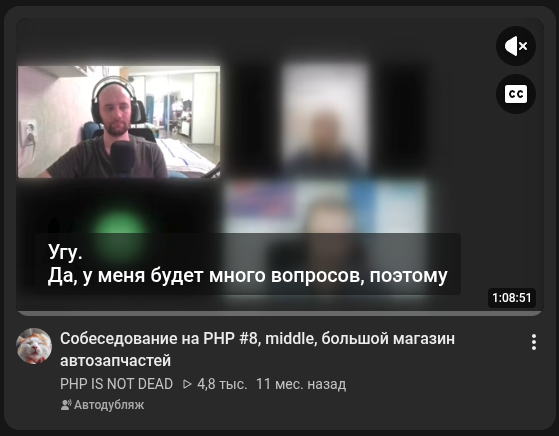 CC
Угу.
Да, у меня будет много вопросов, поэтому
1:08:51
Собеседование на PHP #8, middle, большой магазин
автозапчастей
PHP IS NOT DEAD 4,8 тыс. 11 мес. назад
Автодубляж